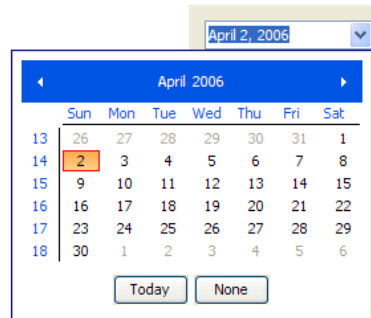 April 2, 2006
April 2006
Sun Mon Tue Wed Thu Fri Sat
13 26 27 28 29 30 31 1
14 2 3 4 5 6 7 8
15 9 10 11 12 13 14 15
16 16 17 18 19 20 21 22
17 23 24 25 26 27 28 29
18 30 1 2 3 4 5 6
Today None